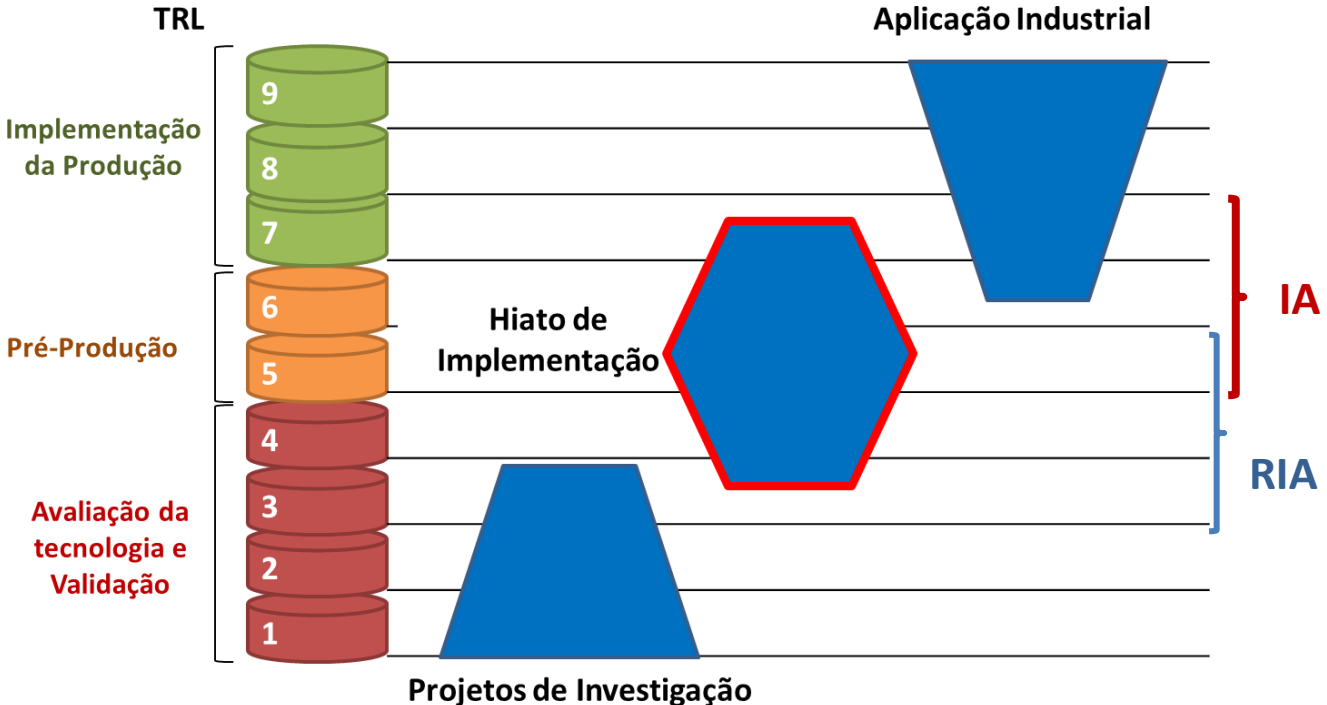 TRL
Aplicação Industrial
9
Implementação
da Produção
8
7
6
Pré-Produção
5
Hiato de
Implementação
IA
4
RIA
3
Avaliação da
tecnologia e
Validação
2
1
Projetos de Investigação